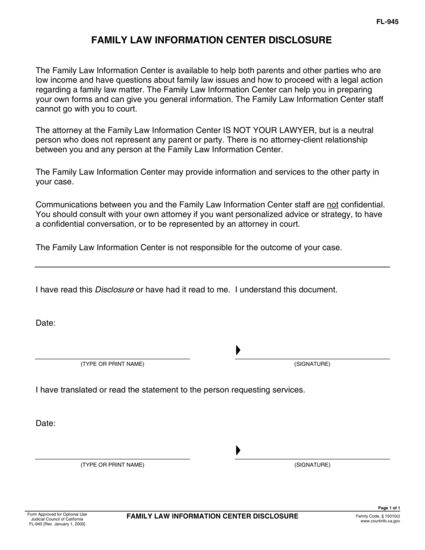 FL-945
FAMILY LAW INFORMATION CENTER DISCLOSURE
The Family Law Information Center is available to help both parents and other parties who are
low income and have questions about family law issues and how to proceed with a legal action
regarding a family law matter. The Family Law Information Center can help you in preparing
your own forms and can give you general information. The Family Law Information Center staff
cannot go with you to court.
The attorney at the Family Law Information Center IS NOT YOUR LAWYER, but is a neutral
person who does not represent any parent or party. There is no attorney-client relationship
between you and any person at the Family Law Information Center.
The Family Law Information Center may provide information and services to the other party in
your case.
Communications between you and the Family Law Information Center staff are not confidential.
You should consult with your own attorney if you want personalized advice or strategy, to have
a confidential conversation, or to be represented by an attorney in court.
The Family Law Information Center is not responsible for the outcome of your case.
I have read this Disclosure or have had it read to me. I understand this document.
Date:
(TYPE OR PRINT NAME) (SIGNATURE)
I have translated or read the statement to the person requesting services.
Date:
(TYPE OR PRINT NAME) (SIGNATURE)
Page 1 of 1
Form Approved for Optional Use
Judicial Council of California
FL-945 [Rev. January 1, 2003]
FAMILY LAW INFORMATION CENTER DISCLOSURE
Family Code, § 10010(i)
www.courtinfo.ca.gov